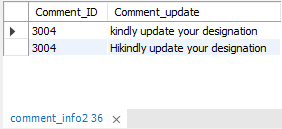 Comment_ID Comment_update
3004 kindly update your designation
3004 Hikindly update your designation
comment_info2 36